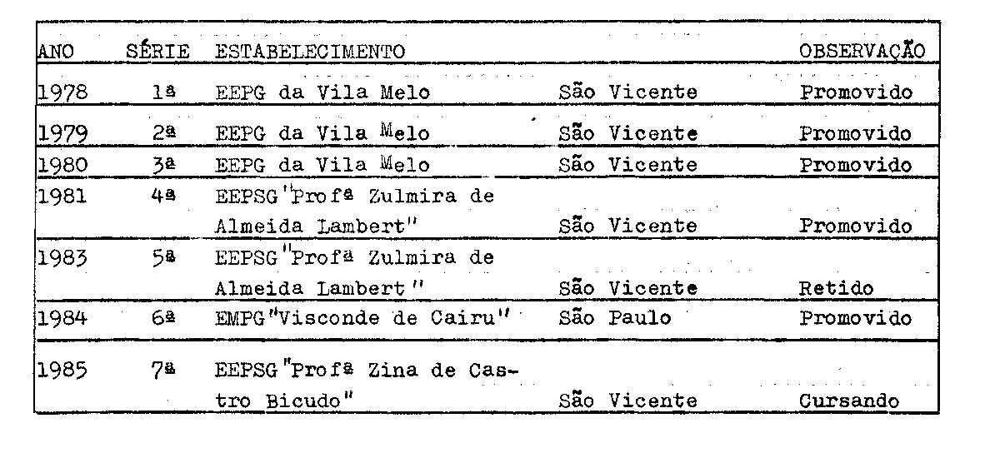 ANO SÉRIE ESTABELECIMENTO OBSERVAÇÃO
1978 1ª EEPG da Vila Melo São Vicente Promovido
1979 2ª EEPG da Vila Melo São Vicente Promovido
1980 3ª EEPG da Vila Melo São Vicente Promovido
1981 4ª EEPSG"Profª Zulmira de
Almeida Lambert" São Vicente Promovido
1983 5ª EEPSG"Profª Zulmira de
Almeida Lambert" São Vicente Retido
1984 6ª EMPG"Visconde de Cairu" São Paulo Promovido
1985 7ª EEPSG"Profª Zina de Cas-
tro Bicudo" São Vicente Cursando